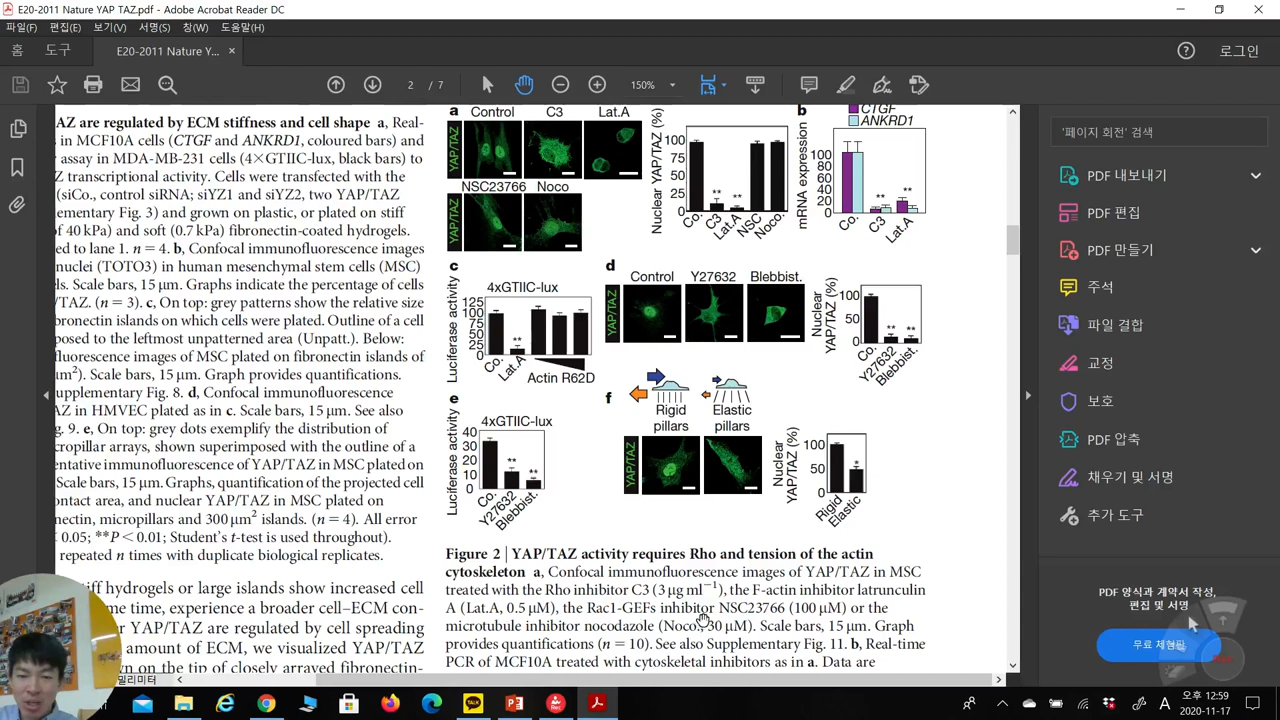 E20-2011 Nature YAP TAZ.pdf - Adobe Acrobat Reader DC
파일(F) 편집(E) 보기(V) 서명(S) 창(W) 도움말(H)
홈 도구 E20-2011 Nature Y... × 로그인
2 / 7 150%
AZ are regulated by ECM stiffness and cell shape a, Real-
in MCF10A cells (CTGF and ANKRD1, coloured bars) and
assay in MDA-MB-231 cells (4×GTIIC-lux, black bars) to
Z transcriptional activity. Cells were transfected with the
(siCo., control siRNA; siYZ1 and siYZ2, two YAP/TAZ
ementary Fig. 3) and grown on plastic, or plated on stiff
of 40 kPa) and soft (0.7 kPa) fibronectin-coated hydrogels.
ed to lane 1. n = 4. b, Confocal immunofluorescence images
nuclei (TOTO3) in human mesenchymal stem cells (MSC)
els. Scale bars, 15 μm. Graphs indicate the percentage of cells
/TAZ. (n = 3). c, On top: grey patterns show the relative size
bronectin islands on which cells were plated. Outline of a cell
posed to the leftmost unpatterned area (Unpatt.). Below:
fluorescence images of MSC plated on fibronectin islands of
μm²). Scale bars, 15 μm. Graph provides quantifications.
upplementary Fig. 8. d, Confocal immunofluorescence
AZ in HMVEC plated as in c. Scale bars, 15 μm. See also
g. 9. e, On top: grey dots exemplify the distribution of
cropillar arrays, shown superimposed with the outline of a
entative immunofluorescence of YAP/TAZ in MSC plated on
Scale bars, 15 μm. Graphs, quantification of the projected cell
ontact area, and nuclear YAP/TAZ in MSC plated on
nectin, micropillars and 300 μm² islands. (n = 4). All error
0.05; **P < 0.01; Student's t-test is used throughout).
repeated n times with duplicate biological replicates.
stiff hydrogels or large islands show increased cell
me time, experience a broader cell–ECM con-
r YAP/TAZ are regulated by cell spreading
amount of ECM, we visualized YAP/TAZ
wn on the tip of closely arrayed fibronectin-
a Control C3 Lat.A
YAP/TAZ
NSC23766 Noco
YAP/TAZ
Nuclear YAP/TAZ (%)
100
75
50
25
0
** **
Co. C3 Lat.A NSC Noco.
b CTGF
ANKRD1
mRNA expression
100
80
60
40
20
0
** **
Co. C3 Lat.A
c 4xGTIIC-lux
Luciferase activity
125
100
75
50
25
0
**
Co. Lat.A Actin R62D
d Control Y27632 Blebbist.
YAP/TAZ
Nuclear YAP/TAZ (%)
100
50
0
** **
Co. Y27632 Blebbist.
e 4xGTIIC-lux
Luciferase activity
40
30
20
10
0
** **
Co. Y27632 Blebbist.
f Rigid pillars Elastic pillars
YAP/TAZ
Nuclear YAP/TAZ (%)
100
50
0
*
Rigid Elastic
Figure 2 | YAP/TAZ activity requires Rho and tension of the actin
cytoskeleton a, Confocal immunofluorescence images of YAP/TAZ in MSC
treated with the Rho inhibitor C3 (3 μg ml⁻¹), the F-actin inhibitor latrunculin
A (Lat.A, 0.5 μM), the Rac1-GEFs inhibitor NSC23766 (100 μM) or the
microtubule inhibitor nocodazole (Noco. 30 μM). Scale bars, 15 μm. Graph
provides quantifications (n = 10). See also Supplementary Fig. 11. b, Real-time
PCR of MCF10A treated with cytoskeletal inhibitors as in a. Data are
밀리미터
'페이지 회전' 검색
PDF 내보내기
PDF 편집
PDF 만들기
주석
파일 결합
교정
보호
PDF 압축
채우기 및 서명
추가 도구
PDF 양식과 계약서 작성,
편집 및 서명
무료 체험판
TALK
A
오후 12:59
2020-11-17